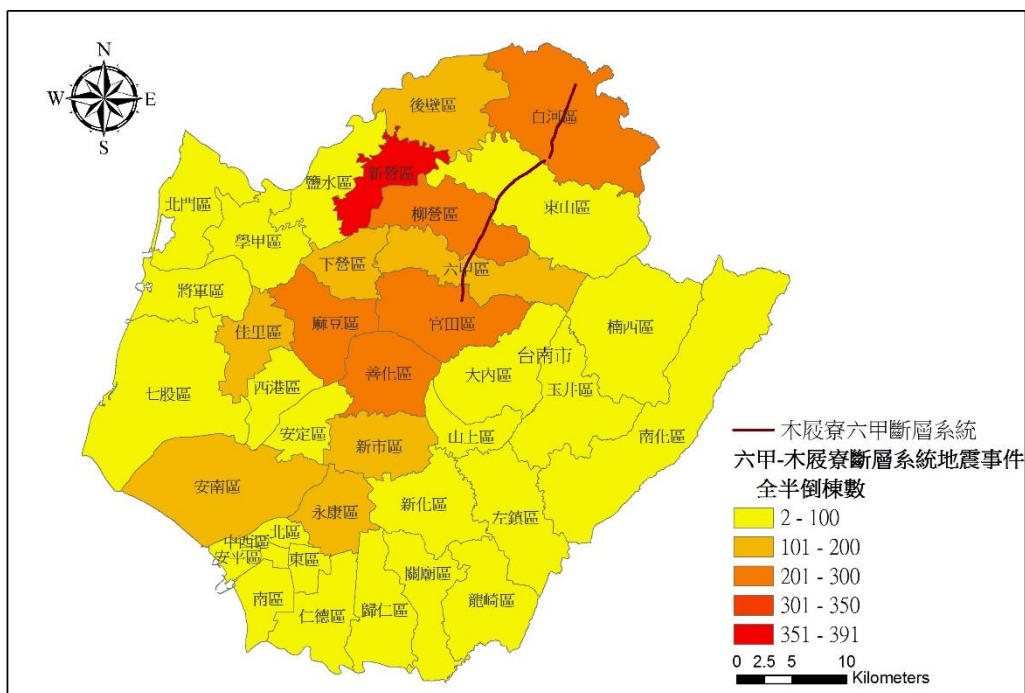 N
W E
S
後壁區
白河區
新營區
鹽水區
北門區
柳營區
東山區
學甲區
下營區
六甲區
將軍區
麻豆區
官田區
楠西區
佳里區
台南市
善化區
大內區
七股區
西港區
玉井區
安定區
新市區
山上區
南化區
安南區
永康區
新化區
左鎮區
北區
中西區
安平區
東區
關廟區
南區
仁德區
歸仁區
龍崎區
木屐寮六甲斷層系統
六甲-木屐寮斷層系統地震事件
全半倒棟數
2 - 100
101 - 200
201 - 300
301 - 350
351 - 391
0 2.5 5 10
Kilometers